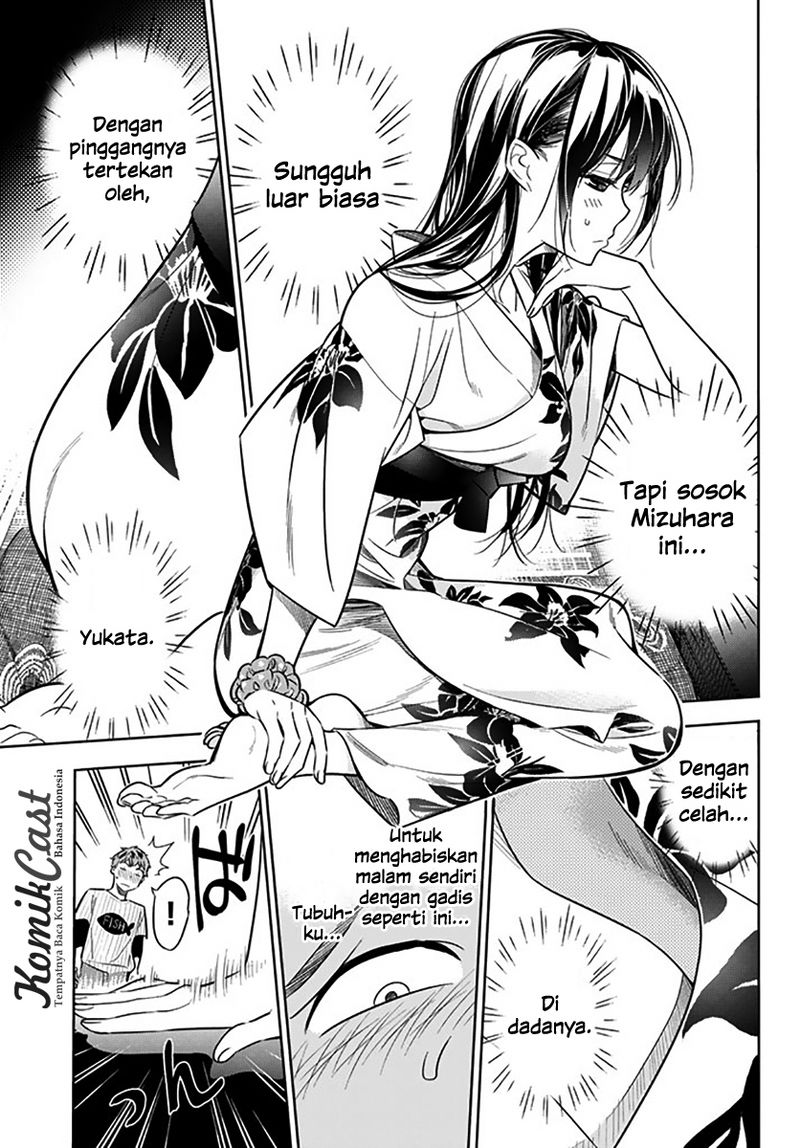 Sungguh
luar biasa
Dengan
pinggangnya
tertekan
oleh,
Tapi sosok
Mizuhara
ini...
Yukata.
Dengan
sedikit
celah...
Di
dadanya.
Untuk
menghabiskan
malam sendiri
dengan gadis
seperti ini...
Tubuh-
ku...
!
FISH
KomikCast
Tempatnya Baca Komik Bahasa Indonesia